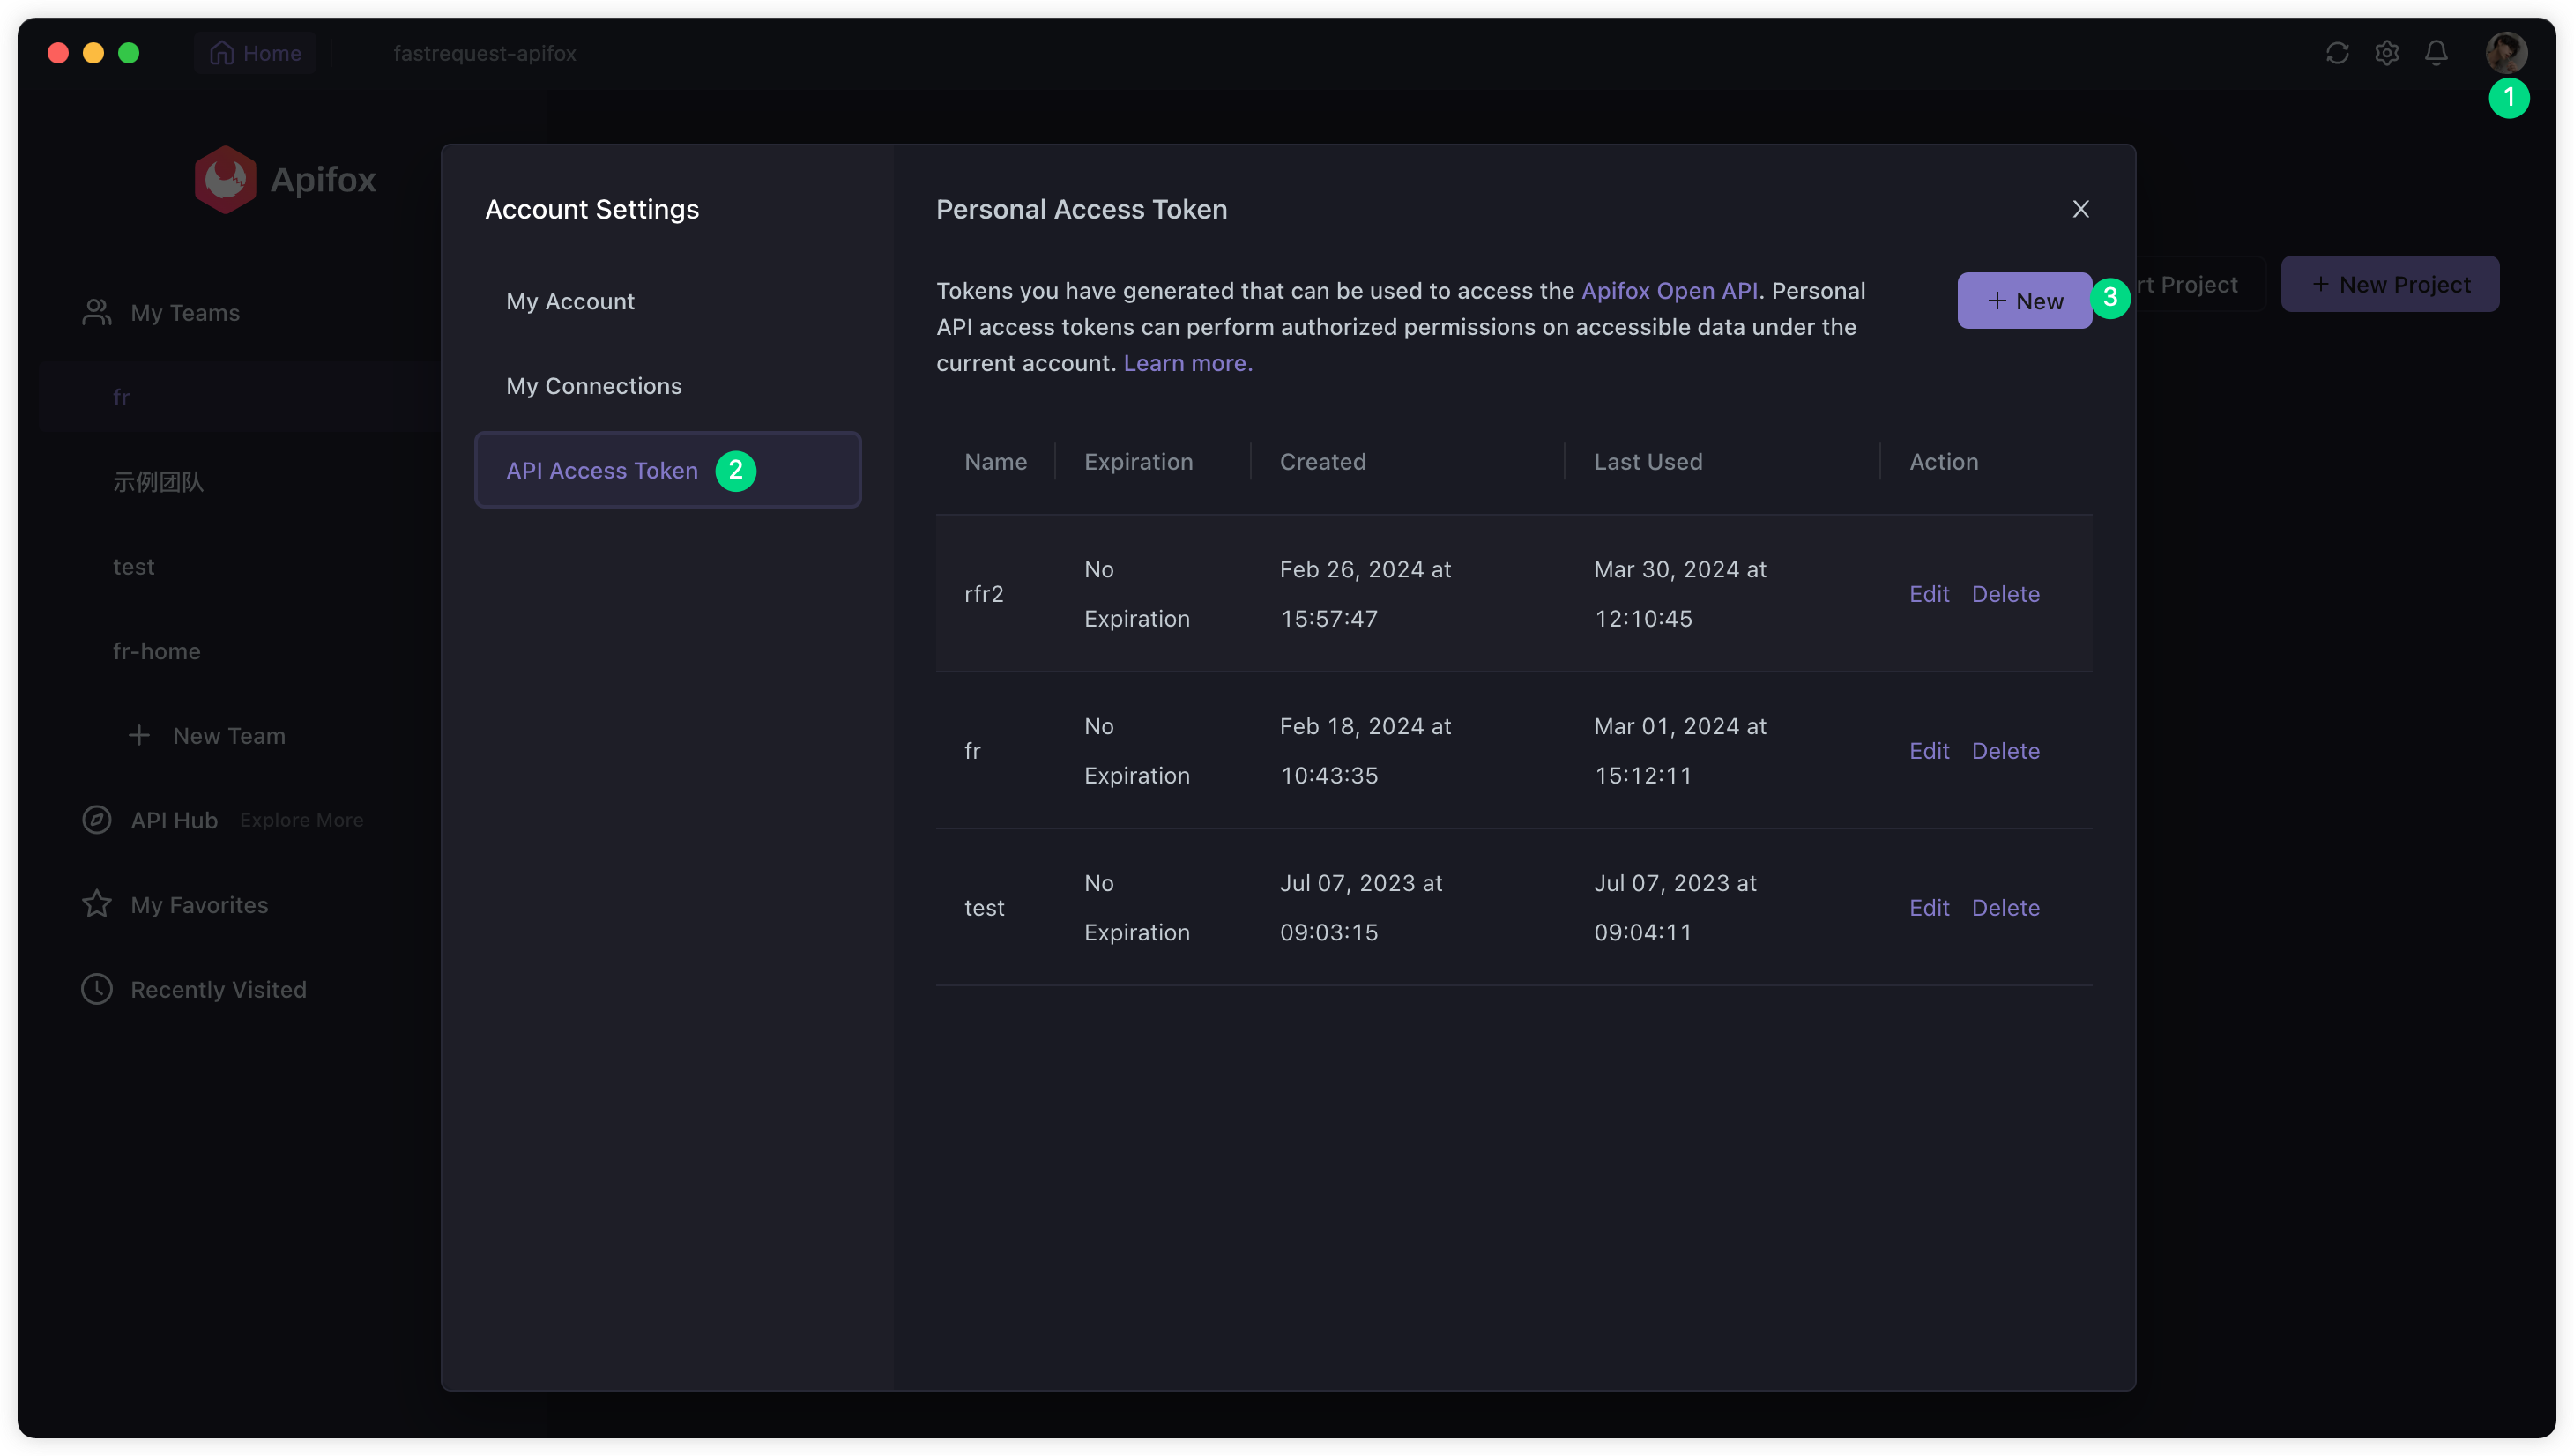 Home
fastrequest-apifox
1
Apifox
My Teams
fr
示例团队
test
fr-home
New Team
API Hub Explore More
My Favorites
Recently Visited
Account Settings
My Account
My Connections
API Access Token 2
Personal Access Token
Tokens you have generated that can be used to access the Apifox Open API. Personal
API access tokens can perform authorized permissions on accessible data under the
current account. Learn more.
+ New 3
rt Project
+ New Project
Name Expiration Created Last Used Action
rfr2 No Expiration Feb 26, 2024 at 15:57:47 Mar 30, 2024 at 12:10:45 Edit Delete
fr No Expiration Feb 18, 2024 at 10:43:35 Mar 01, 2024 at 15:12:11 Edit Delete
test No Expiration Jul 07, 2023 at 09:03:15 Jul 07, 2023 at 09:04:11 Edit Delete